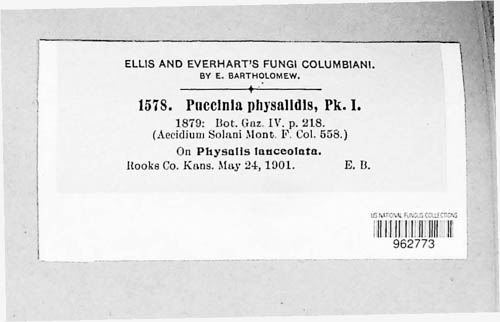 ELLIS AND EVERHART'S FUNGI COLUMBIANI.
BY E. BARTHOLOMEW.
1578. Puccinia physalidis, Pk. I.
1879: Bot. Gaz. IV. p. 218.
(Aecidium Solani Mont. F. Col. 558.)
On Physalis lanceolata.
Rooks Co. Kans. May 24, 1901. E. B.
US NATIONAL FUNGUS COLLECTIONS
962773